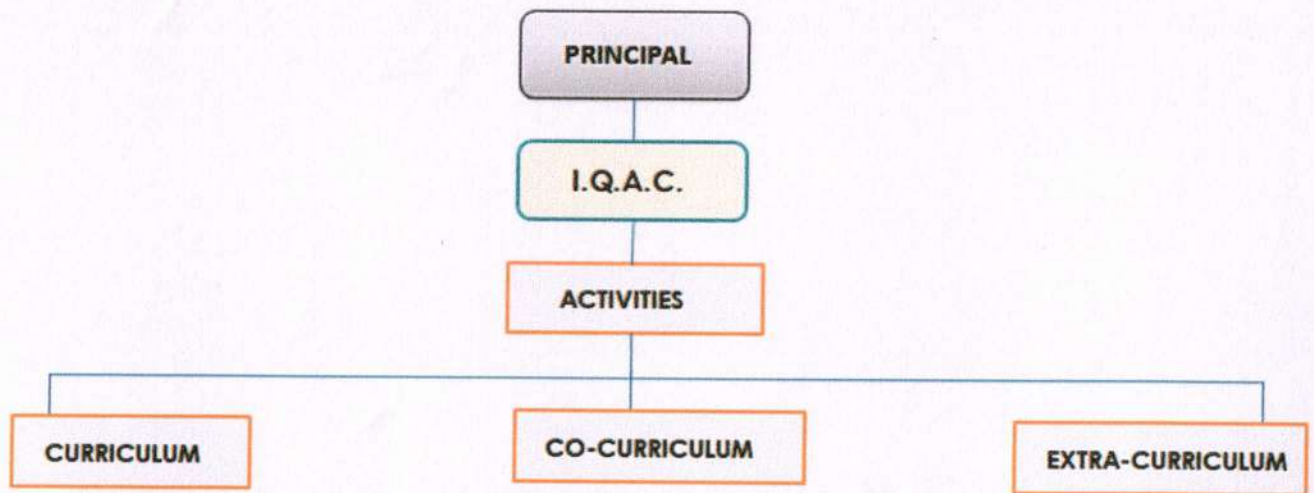 PRINCIPAL
I.Q.A.C.
ACTIVITIES
CURRICULUM
CO-CURRICULUM
EXTRA-CURRICULUM